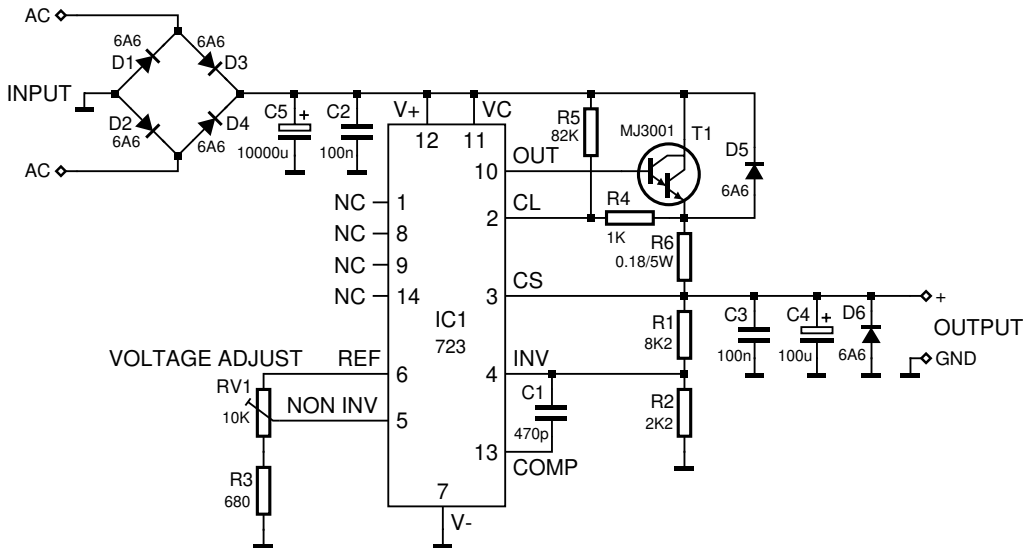 AC
6A6
D1
6A6
D3
INPUT
D2
6A6
D4
6A6
AC
C5
+
10000u
C2
100n
V+
VC
12
11
R5
82K
MJ3001
T1
D5
6A6
OUT
10
CL
2
R4
1K
NC
1
NC
8
NC
9
NC
14
R6
0.18/5W
CS
3
IC1
723
R1
8K2
C3
100n
C4
+
100u
D6
6A6
+
OUTPUT
GND
VOLTAGE ADJUST
REF
6
INV
4
RV1
10K
NON INV
5
C1
470p
R2
2K2
13
COMP
R3
680
7
V-